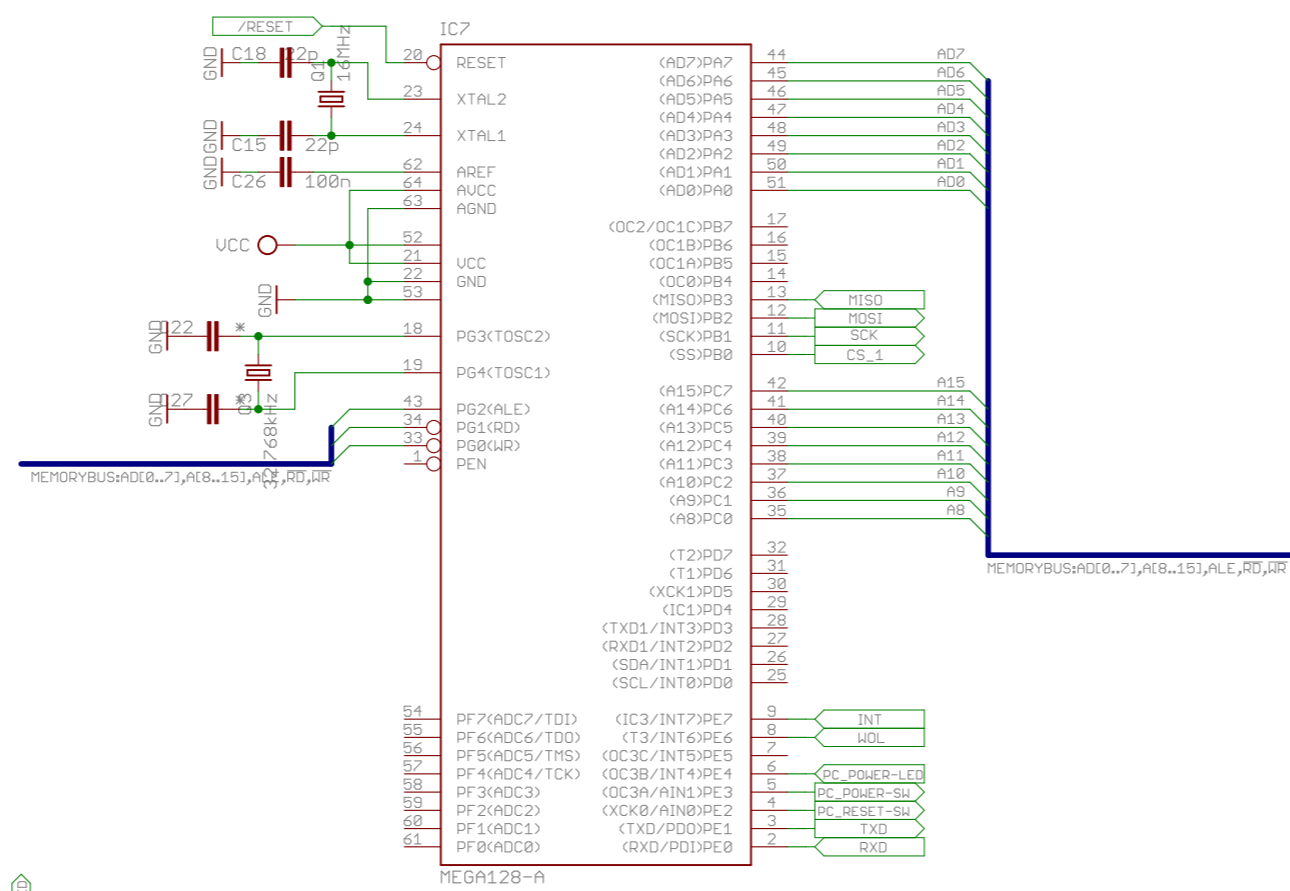 /RESET
IC7
GND
C18
22p
Q1
16MHz
GND
C15
22p
GND
C26
100n
VCC
GND
GND
22
*
GND
27
*
Q3
32768kHz
MEMORYBUS:AD[0..7],A[8..15],ALE,RD,WR
20 RESET
23 XTAL2
24 XTAL1
62 AREF
64 AVCC
63 AGND
52
21 VCC
22 GND
53
18 PG3(TOSC2)
19 PG4(TOSC1)
43 PG2(ALE)
34 PG1(RD)
33 PG0(WR)
1 PEN
54 PF7(ADC7/TDI)
55 PF6(ADC6/TDO)
56 PF5(ADC5/TMS)
57 PF4(ADC4/TCK)
58 PF3(ADC3)
59 PF2(ADC2)
60 PF1(ADC1)
61 PF0(ADC0)
(AD7)PA7 44 AD7
(AD6)PA6 45 AD6
(AD5)PA5 46 AD5
(AD4)PA4 47 AD4
(AD3)PA3 48 AD3
(AD2)PA2 49 AD2
(AD1)PA1 50 AD1
(AD0)PA0 51 AD0
(OC2/OC1C)PB7 17
(OC1B)PB6 16
(OC1A)PB5 15
(OC0)PB4 14
(MISO)PB3 13 MISO
(MOSI)PB2 12 MOSI
(SCK)PB1 11 SCK
(SS)PB0 10 CS_1
(A15)PC7 42 A15
(A14)PC6 41 A14
(A13)PC5 40 A13
(A12)PC4 39 A12
(A11)PC3 38 A11
(A10)PC2 37 A10
(A9)PC1 36 A9
(A8)PC0 35 A8
(T2)PD7 32
(T1)PD6 31
(XCK1)PD5 30
(IC1)PD4 29
(TXD1/INT3)PD3 28
(RXD1/INT2)PD2 27
(SDA/INT1)PD1 26
(SCL/INT0)PD0 25
(IC3/INT7)PE7 9 INT
(T3/INT6)PE6 8 WOL
(OC3C/INT5)PE5 7
(OC3B/INT4)PE4 6 PC_POWER-LED
(OC3A/AIN1)PE3 5 PC_POWER-SW
(XCK0/AIN0)PE2 4 PC_RESET-SW
(TXD/PDO)PE1 3 TXD
(RXD/PDI)PE0 2 RXD
MEMORYBUS:AD[0..7],A[8..15],ALE,RD,WR
MEGA128-A